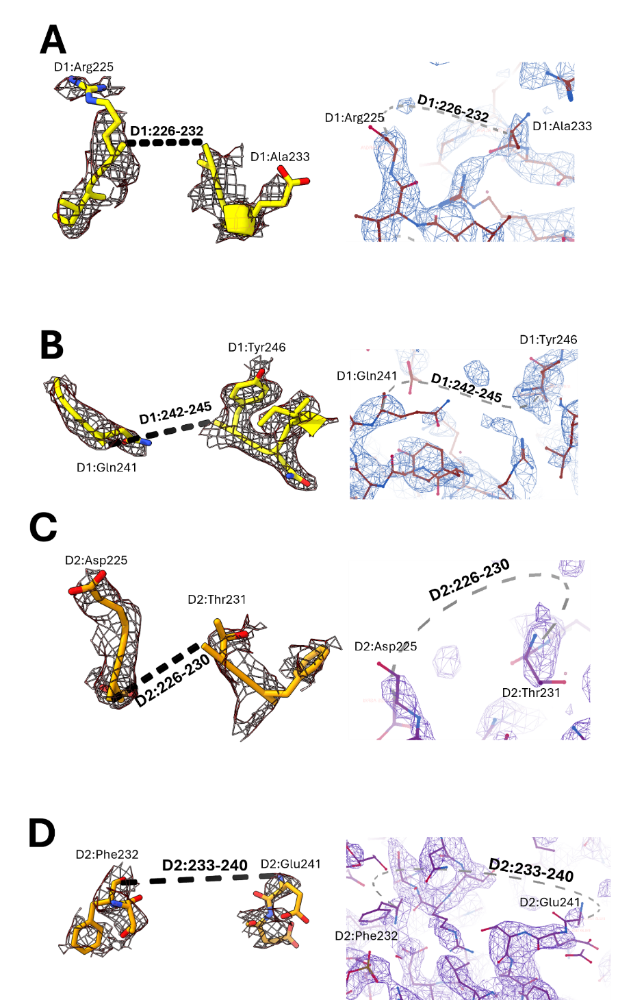 A
D1:Arg225
D1:226-232
D1:Ala233
D1:Arg225
D1:226-232
D1:Ala233
B
D1:Tyr246
D1:242-245
D1:Gln241
D1:Tyr246
D1:Gln241
D1:242-245
C
D2:Asp225
D2:Thr231
D2:226-230
D2:226-230
D2:Asp225
D2:Thr231
D
D2:Phe232
D2:233-240
D2:Glu241
D2:233-240
D2:Glu241
D2:Phe232